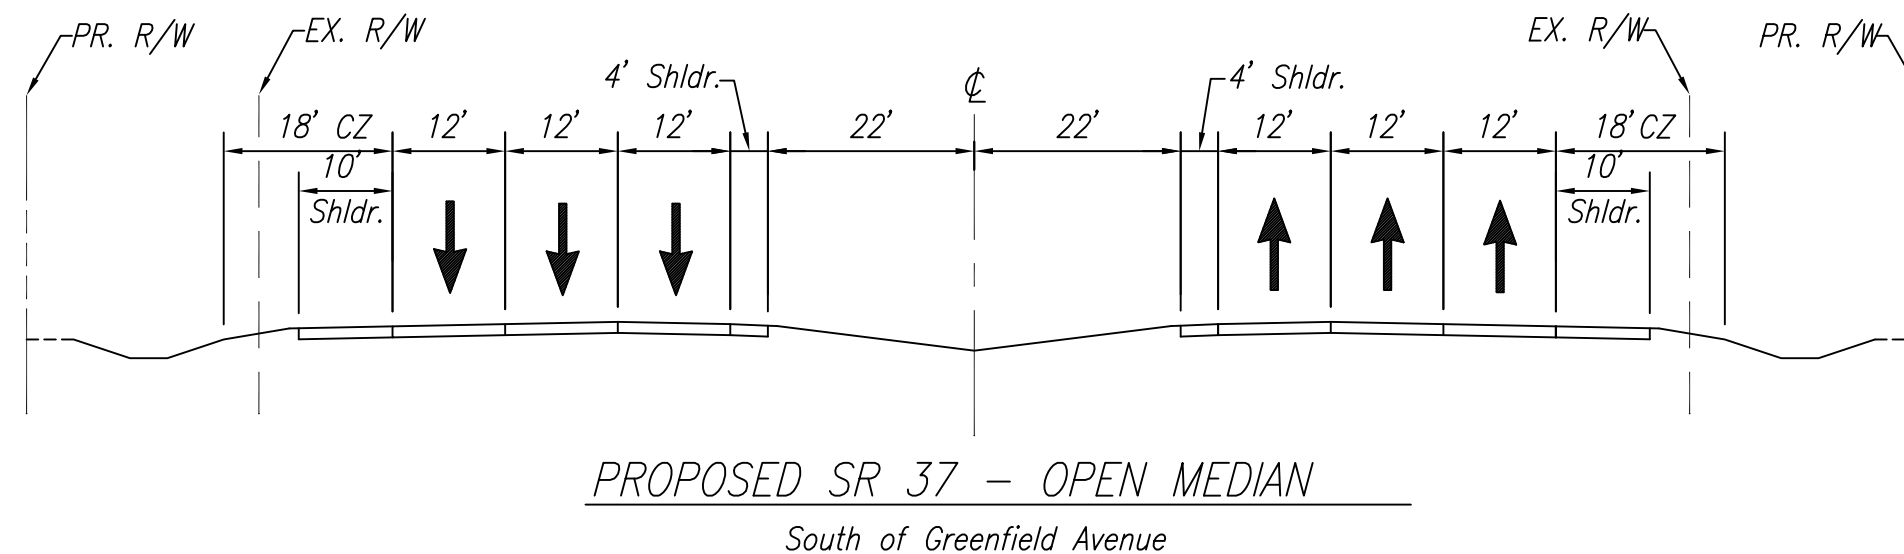 PR. R/W
EX. R/W
EX. R/W
PR. R/W
4' Shldr.
℄
4' Shldr.
18' CZ
12'
12'
12'
22'
22'
12'
12'
12'
18' CZ
10'
Shldr.
10'
Shldr.
PROPOSED SR 37 - OPEN MEDIAN
South of Greenfield Avenue